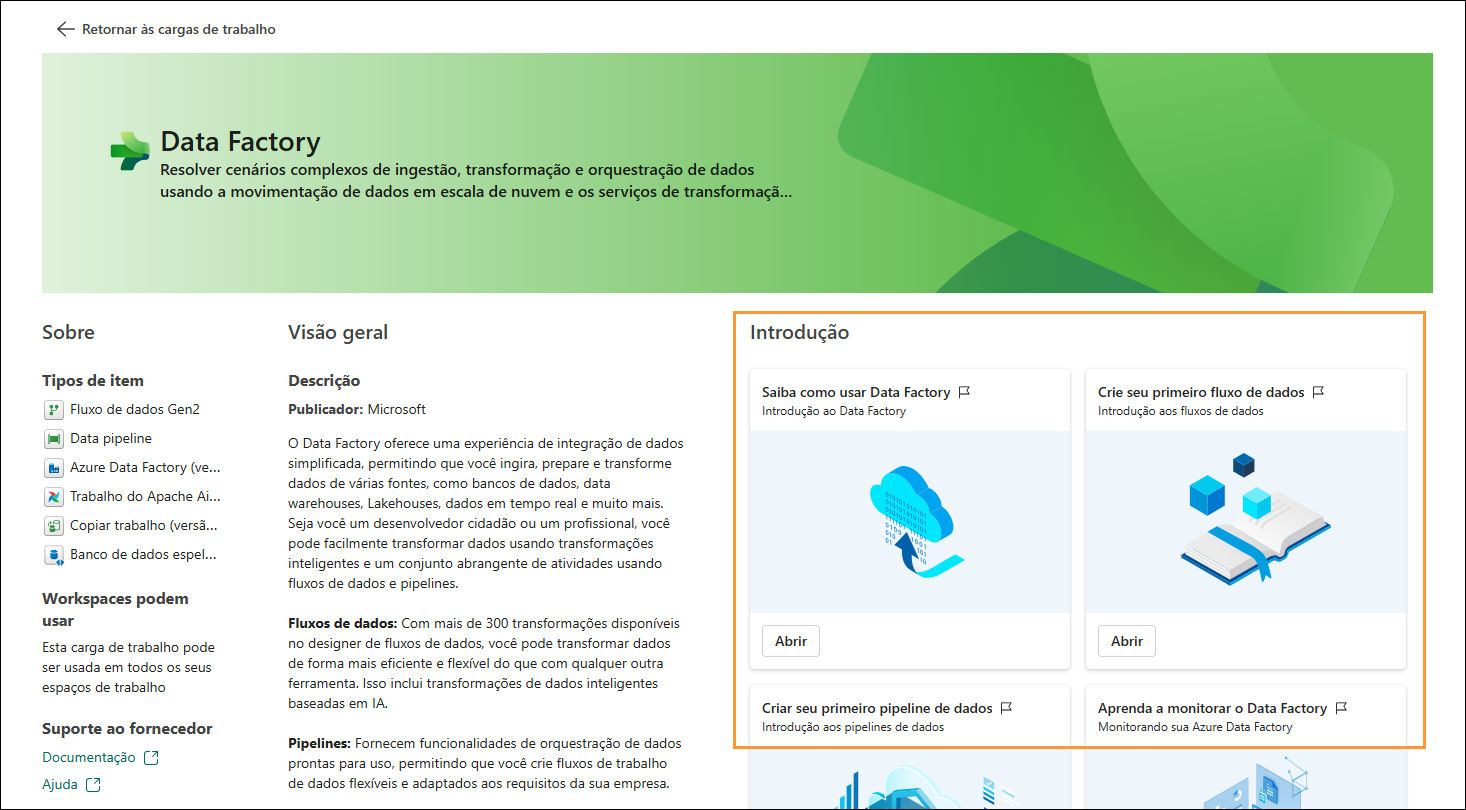 Retornar às cargas de trabalho
Data Factory
Resolver cenários complexos de ingestão, transformação e orquestração de dados
usando a movimentação de dados em escala de nuvem e os serviços de transformaçã...
Sobre
Tipos de item
Fluxo de dados Gen2
Data pipeline
Azure Data Factory (ve...
Trabalho do Apache Ai...
Copiar trabalho (versã...
Banco de dados espel...
Workspaces podem
usar
Esta carga de trabalho pode
ser usada em todos os seus
espaços de trabalho
Suporte ao fornecedor
Documentação
Ajuda
Visão geral
Descrição
Publicador: Microsoft
O Data Factory oferece uma experiência de integração de dados
simplificada, permitindo que você ingira, prepare e transforme
dados de várias fontes, como bancos de dados, data
warehouses, Lakehouses, dados em tempo real e muito mais.
Seja você um desenvolvedor cidadão ou um profissional, você
pode facilmente transformar dados usando transformações
inteligentes e um conjunto abrangente de atividades usando
fluxos de dados e pipelines.
Fluxos de dados: Com mais de 300 transformações disponíveis
no designer de fluxos de dados, você pode transformar dados
de forma mais eficiente e flexível do que com qualquer outra
ferramenta. Isso inclui transformações de dados inteligentes
baseadas em IA.
Pipelines: Fornecem funcionalidades de orquestração de dados
prontas para uso, permitindo que você crie fluxos de trabalho
de dados flexíveis e adaptados aos requisitos da sua empresa.
Introdução
Saiba como usar Data Factory
Introdução ao Data Factory
Abrir
Crie seu primeiro fluxo de dados
Introdução aos fluxos de dados
Abrir
Criar seu primeiro pipeline de dados
Introdução aos pipelines de dados
Aprenda a monitorar o Data Factory
Monitorando sua Azure Data Factory